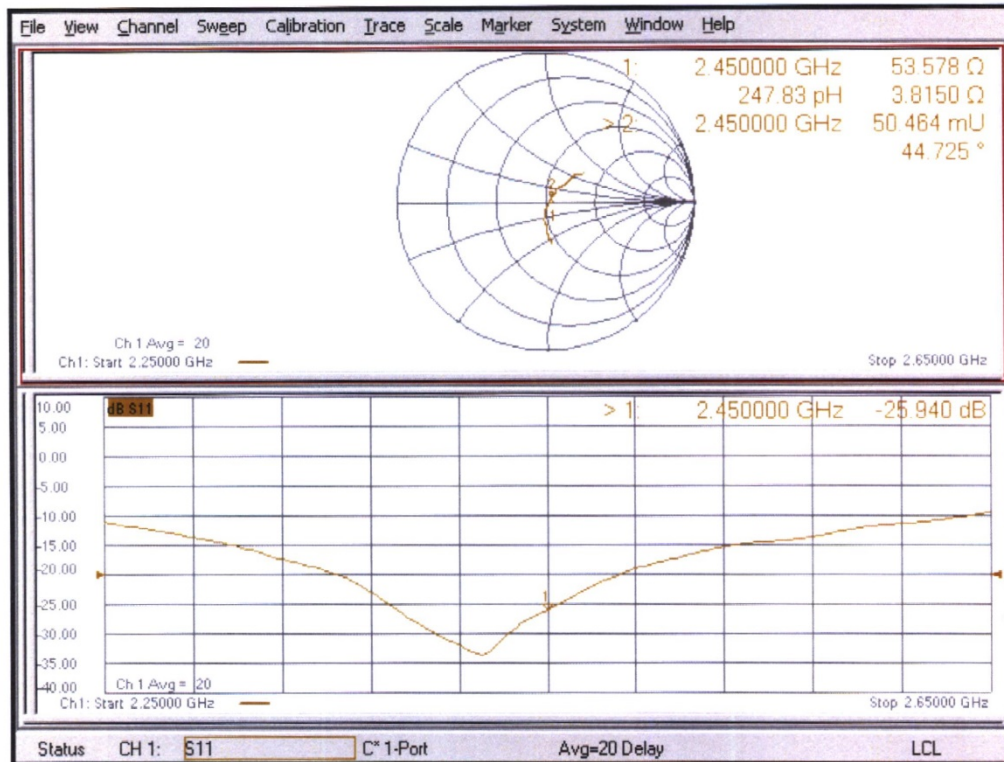 File View Channel Sweep Calibration Trace Scale Marker System Window Help
1: 2.450000 GHz 53.578 Ω
247.83 pH 3.8150 Ω
> 2: 2.450000 GHz 50.464 mU
44.725 °
2
1
Ch 1 Avg = 20
Ch1: Start 2.25000 GHz Stop 2.65000 GHz
10.00 dB S11 > 1: 2.450000 GHz -25.940 dB
5.00
0.00
-5.00
-10.00
-15.00
-20.00
-25.00 1
-30.00
-35.00
-40.00 Ch 1 Avg = 20
Ch1: Start 2.25000 GHz Stop 2.65000 GHz
Status CH 1: S11 C* 1-Port Avg=20 Delay LCL